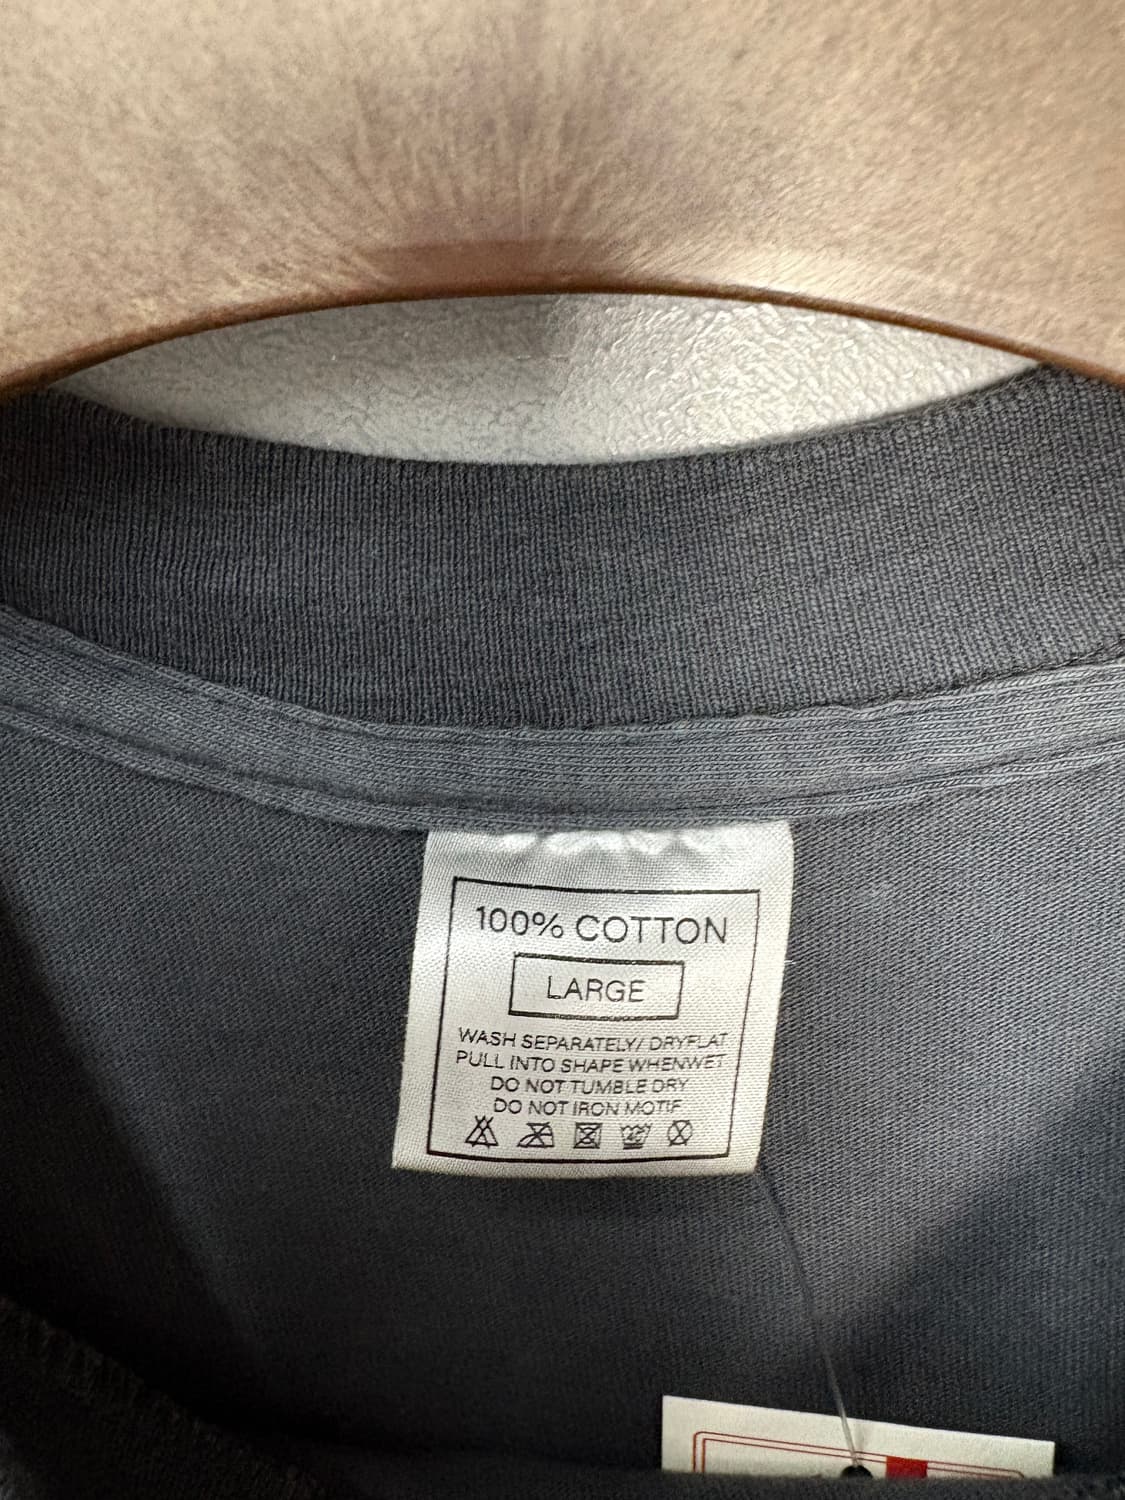 100% COTTON
LARGE
WASH SEPARATELY/ DRYFLAT
PULL INTO SHAPE WHENWET
DO NOT TUMBLE DRY
DO NOT IRON MOTIF